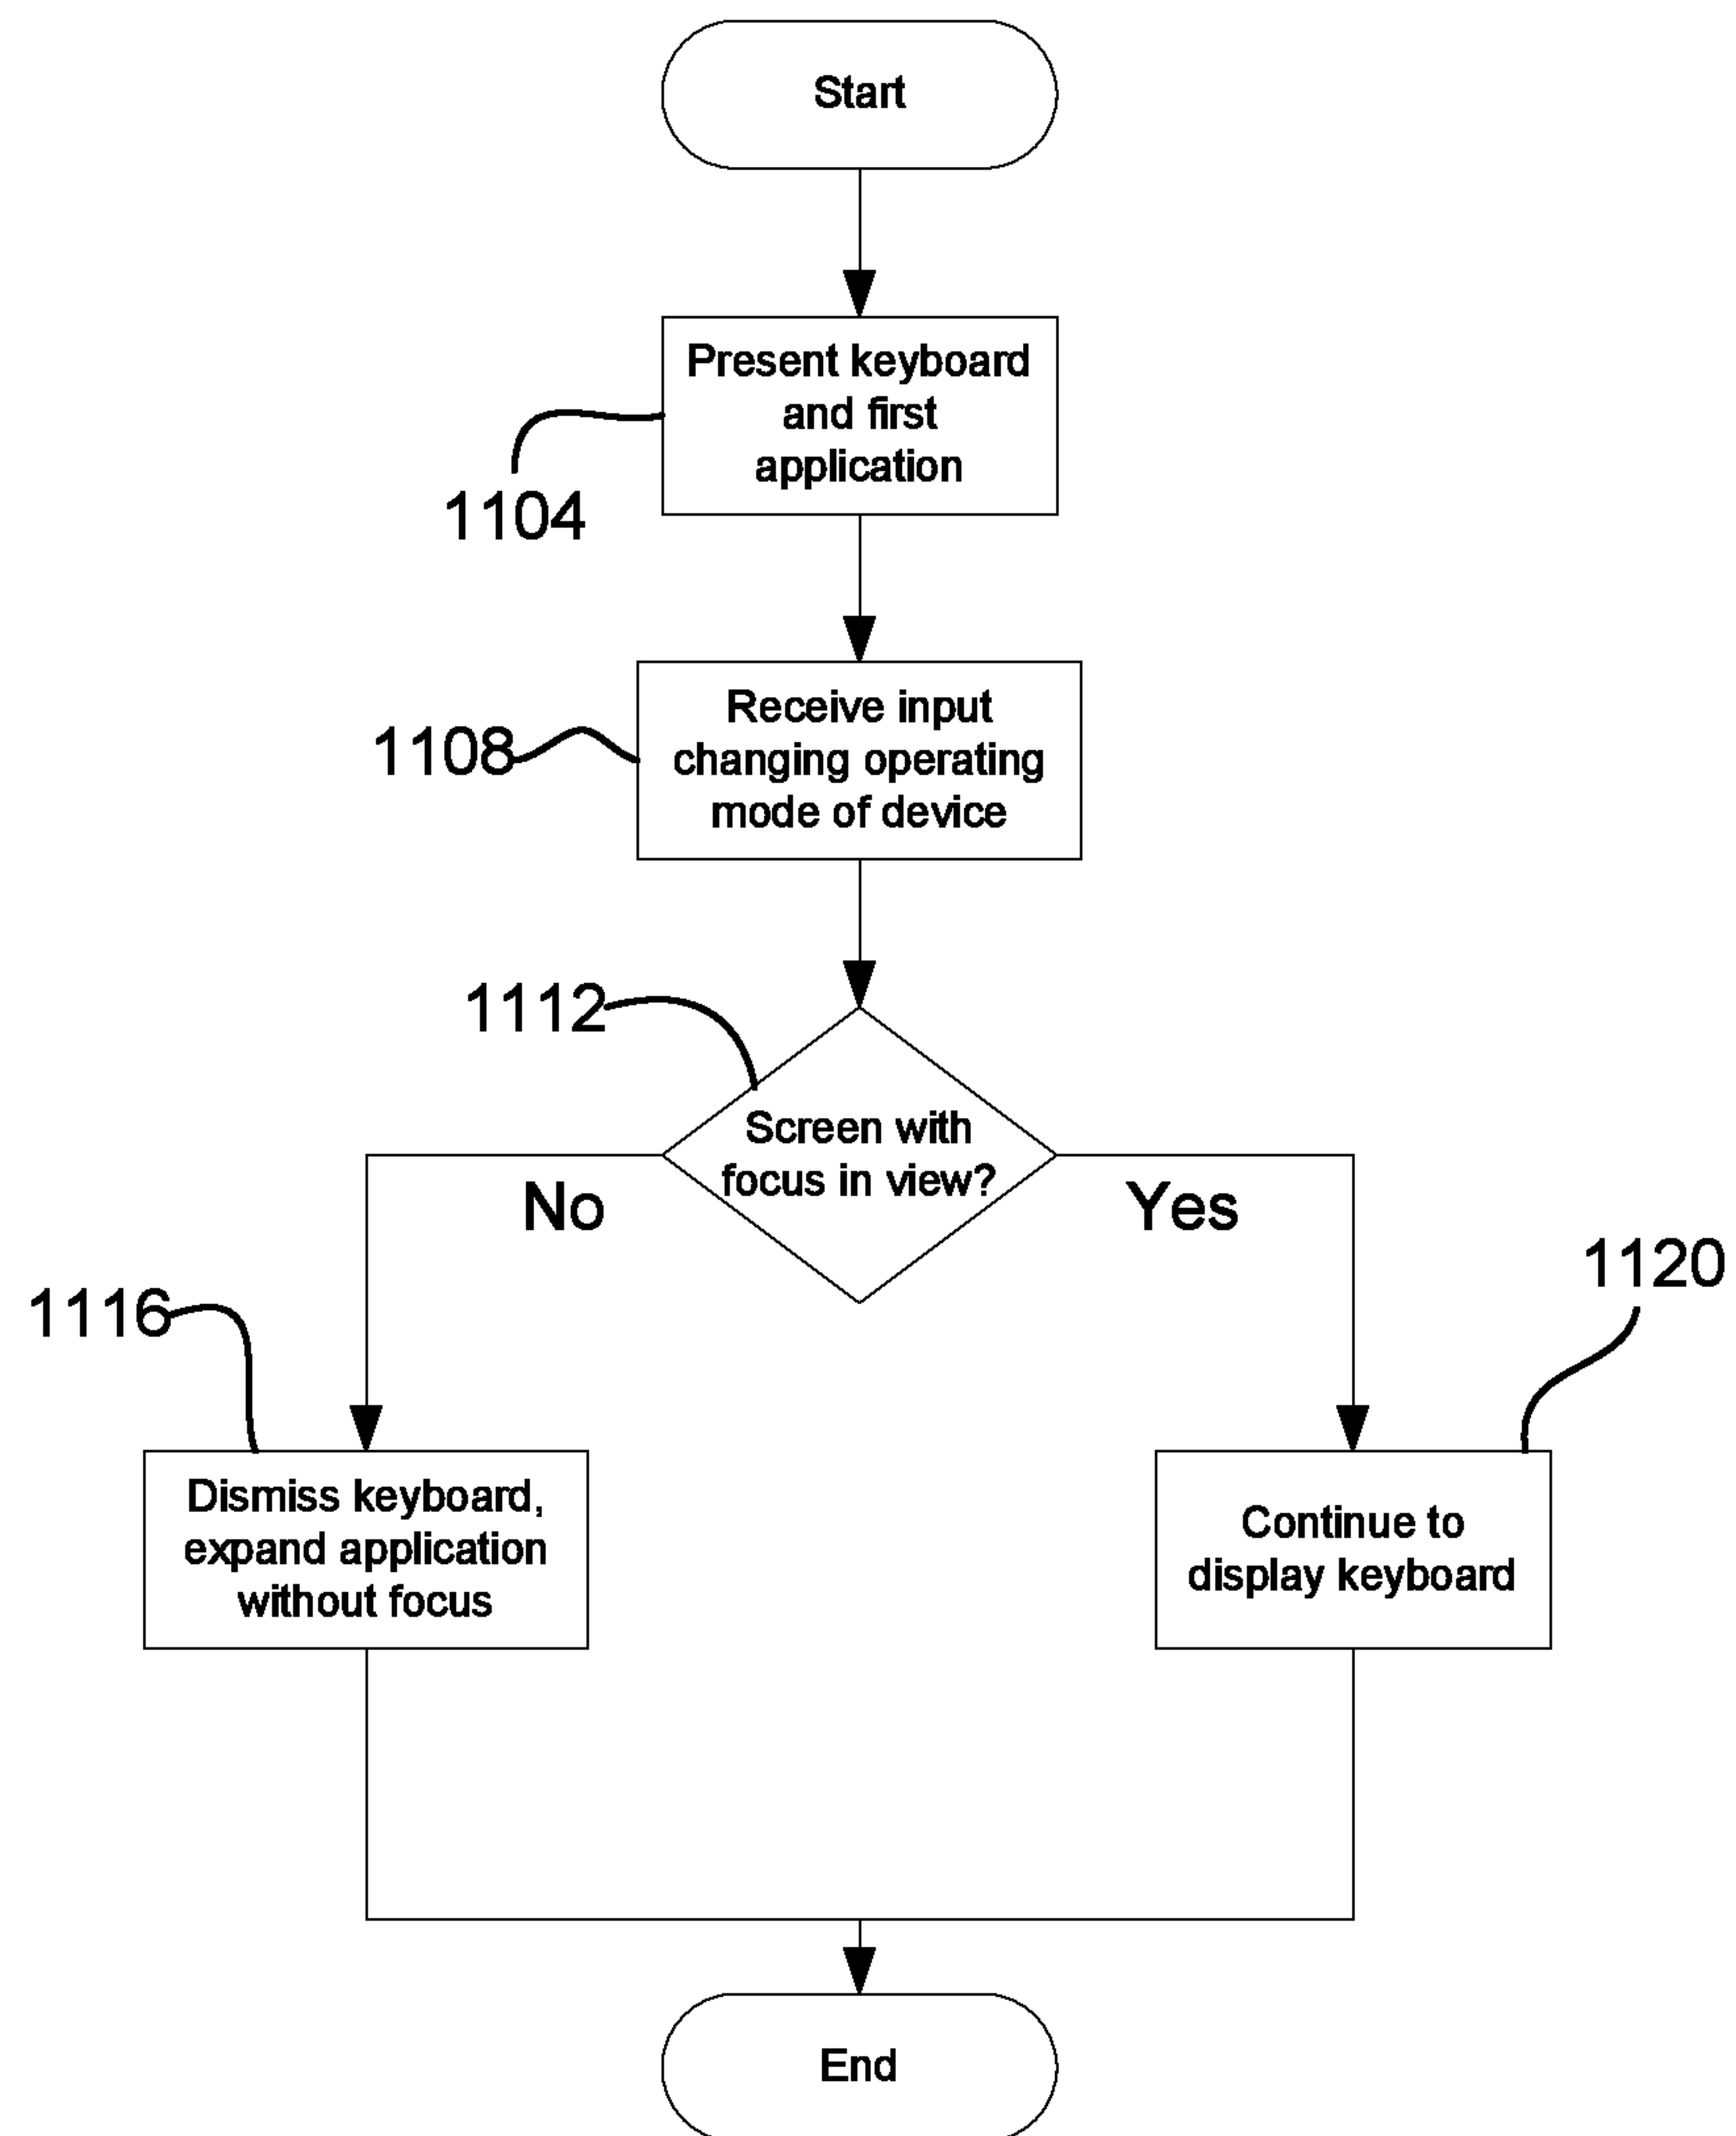 Start
Present keyboard
and first
application
1104
Receive input
changing operating
mode of device
1108
1112
Screen with
focus in view?
No
Yes
1120
1116
Dismiss keyboard,
expand application
without focus
Continue to
display keyboard
End